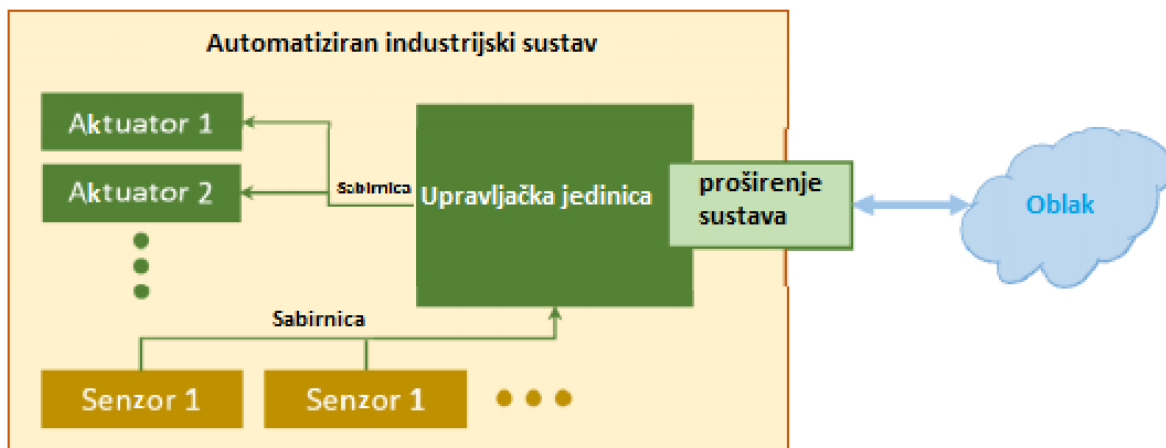 Automatiziran industrijski sustav
Aktuator 1
Aktuator 2
Sabirnica
Upravljačka jedinica
proširenje
sustava
Oblak
Sabirnica
Senzor 1
Senzor 1